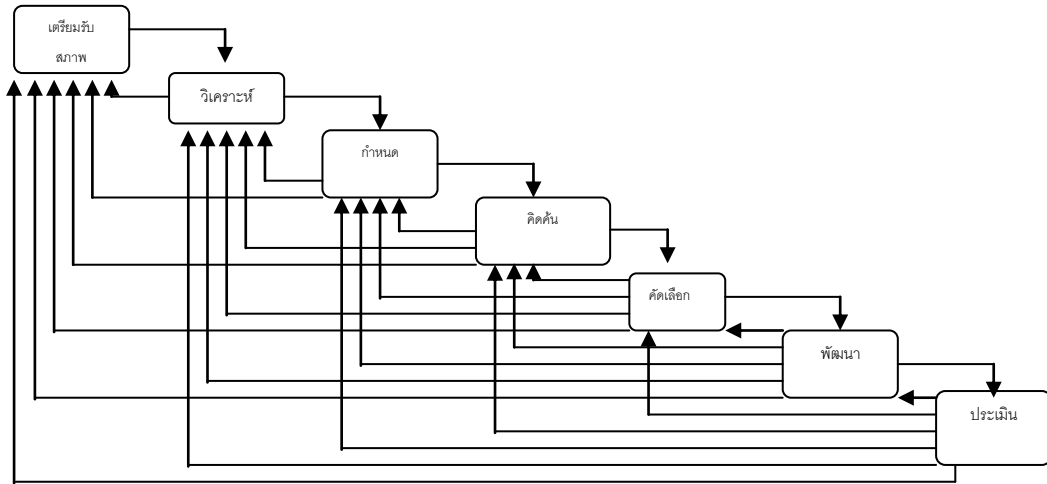 เตรียมรับ
สภาพ
วิเคราะห์
กำหนด
คิดค้น
คัดเลือก
พัฒนา
ประเมิน